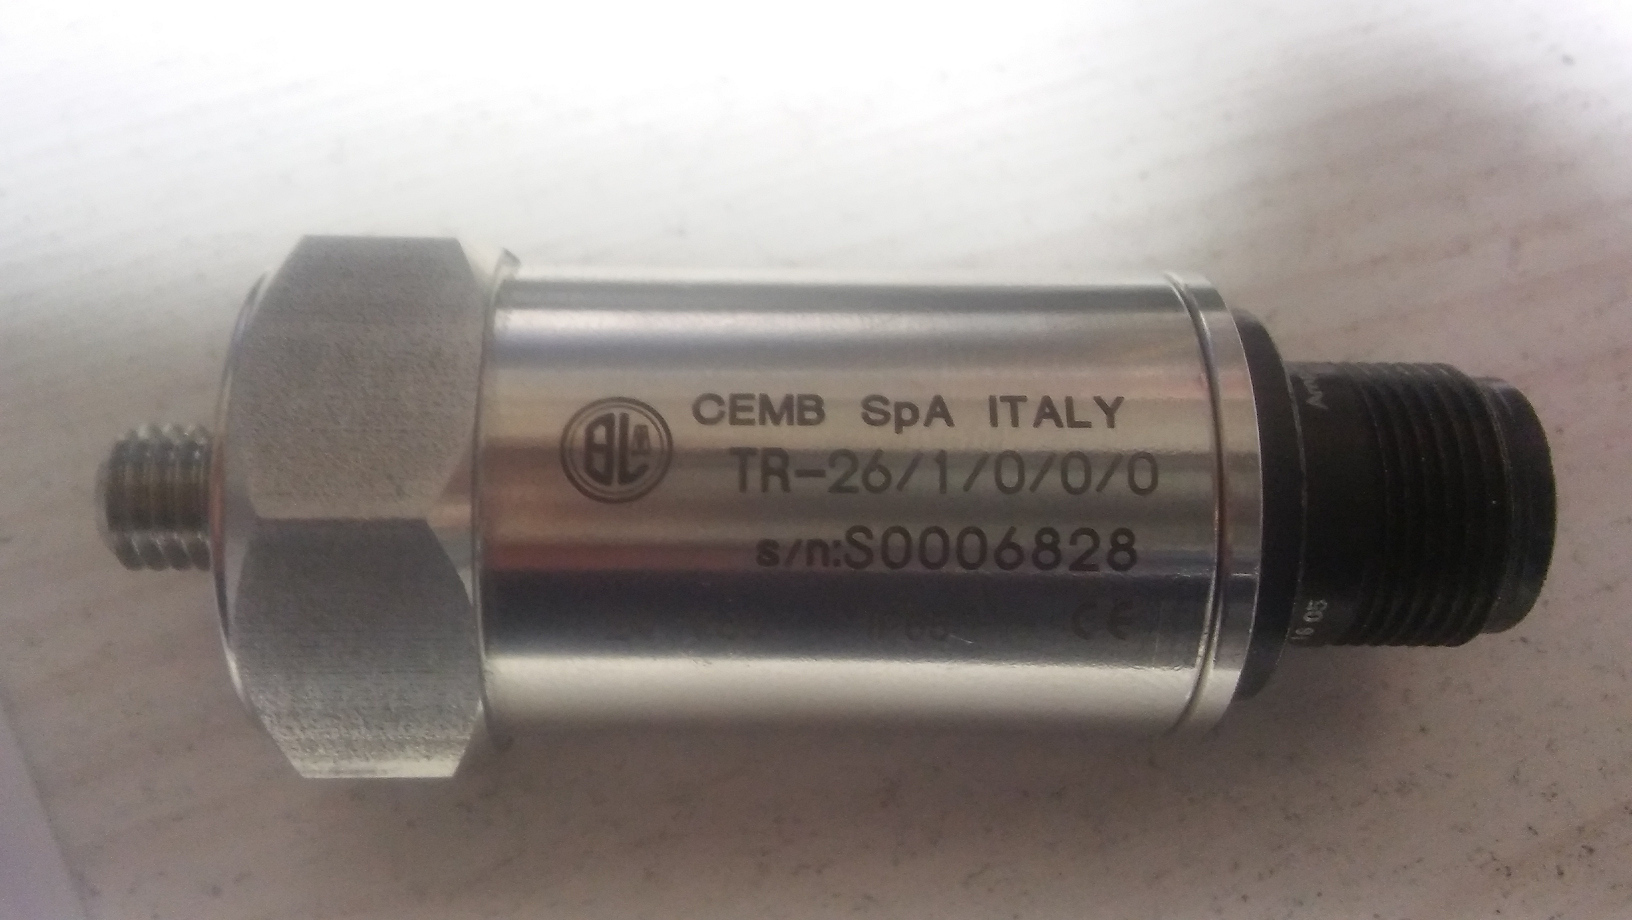 CEMB SpA ITALY
TR-26/1/0/0/0
s/n:S0006828
CE